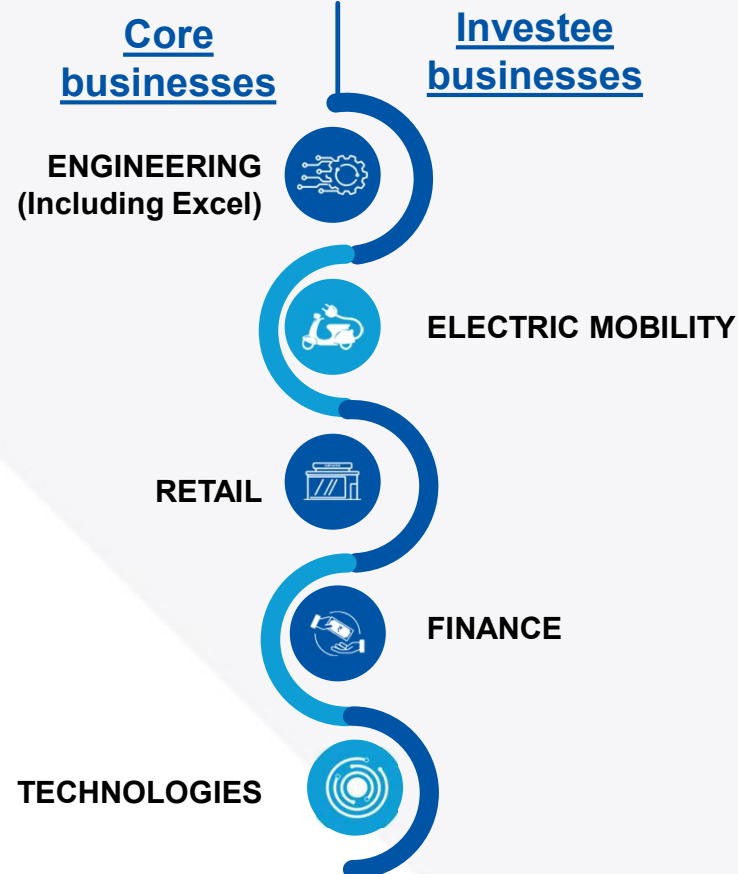 Core
businesses
Investee
businesses
ENGINEERING
(Including Excel)
ELECTRIC MOBILITY
RETAIL
FINANCE
TECHNOLOGIES